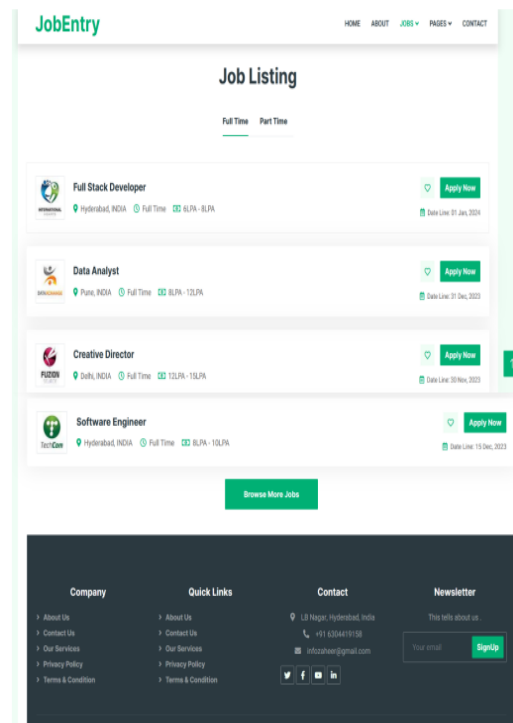 JobEntry
HOME ABOUT JOBS PAGES CONTACT
Job Listing
Full Time Part Time
Full Stack Developer
Apply Now
INTERNATIONAL
Hyderabad, INDIA Full Time 6LPA - 8LPA
Date Line: 31 Jan, 2024
Data Analyst
Apply Now
Pune, INDIA Full Time 8LPA - 12LPA
Date Line: 31 Dec, 2023
Creative Director
Apply Now
FUZION
Delhi, INDIA Full Time 12LPA - 15LPA
Date Line: 30 Nov, 2023
Software Engineer
Apply Now
TechCom
Hyderabad, INDIA Full Time 8LPA - 10LPA
Date Line: 15 Dec, 2023
Browse More Jobs
Company Quick Links Contact Newsletter
> About Us > About Us LB Nagar, Hyderabad, India This tells about us .
> Contact Us > Contact Us +91 6304419158
> Our Services > Our Services infozaheer@gmail.com Your email SignUp
> Privacy Policy > Privacy Policy
> Terms & Condition > Terms & Condition